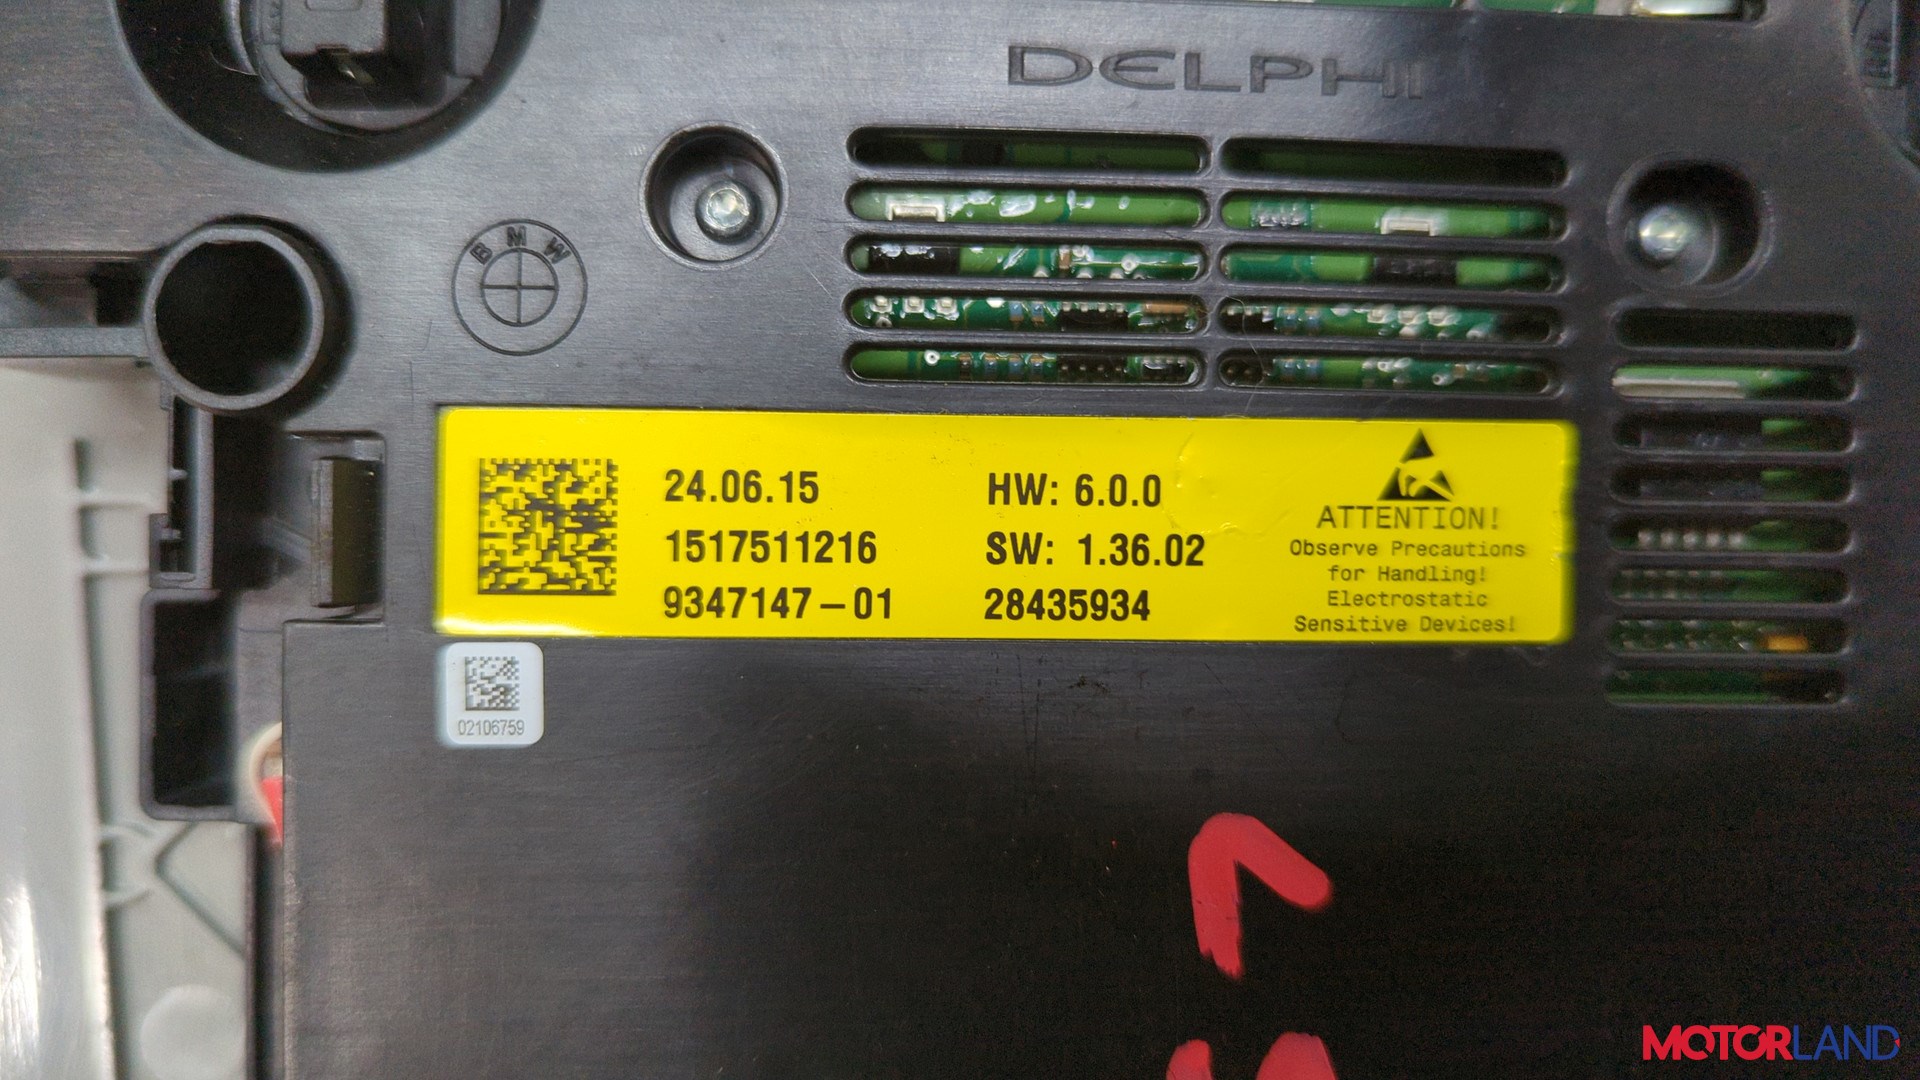 DELPHI
BMW
24.06.15
1517511216
9347147-01
HW: 6.0.0
SW: 1.36.02
28435934
ATTENTION!
Observe Precautions
for Handling!
Electrostatic
Sensitive Devices!
02106759
MOTORLAND